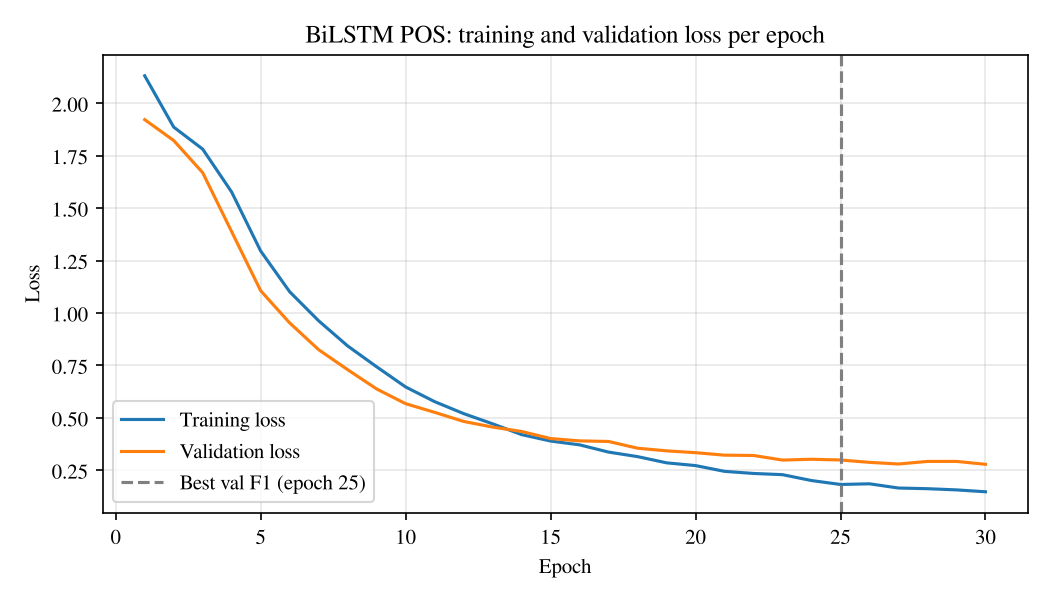 BiLSTM POS: training and validation loss per epoch
Loss
2.00
1.75
1.50
1.25
1.00
0.75
0.50
0.25
Training loss
Validation loss
Best val F1 (epoch 25)
0 5 10 15 20 25 30
Epoch